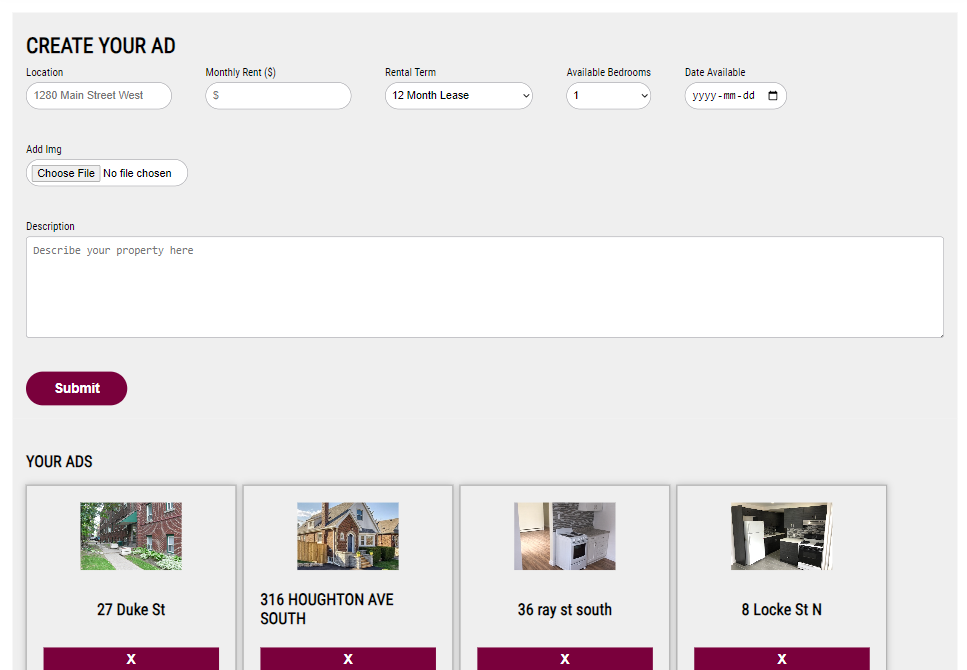 CREATE YOUR AD
Location Monthly Rent ($) Rental Term Available Bedrooms Date Available
1280 Main Street West $ 12 Month Lease 1 yyyy-mm-dd
Add Img
Choose File No file chosen
Description
Describe your property here
Submit
YOUR ADS
27 Duke St
316 HOUGHTON AVE
SOUTH
36 ray st south
8 Locke St N
X X X X